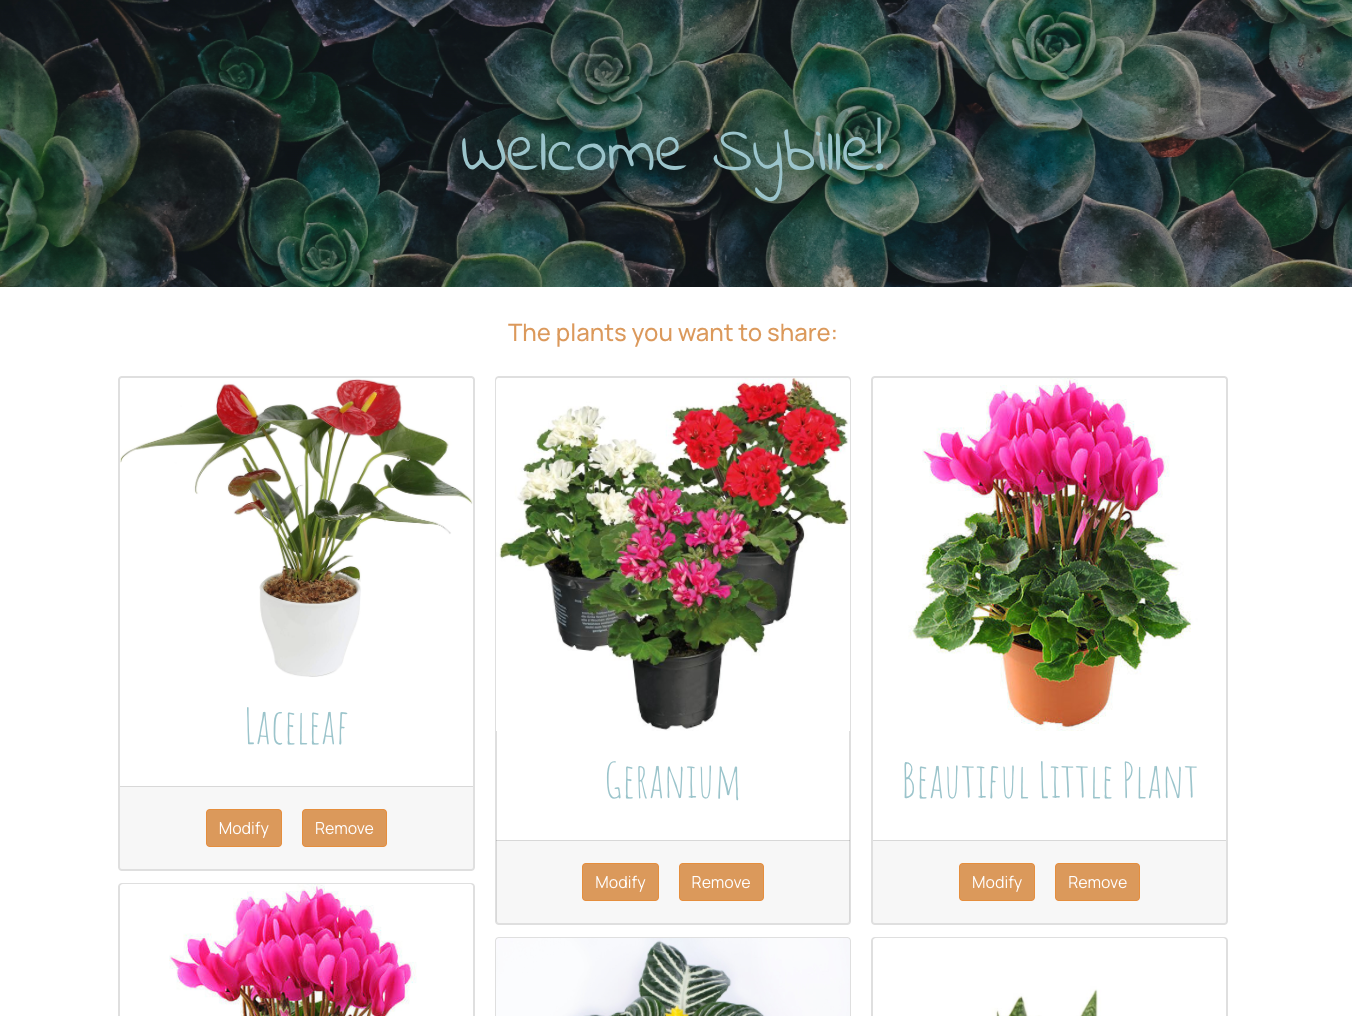 Welcome Sybille!
The plants you want to share:
Laceleaf
Modify Remove
Geranium
Modify Remove
Beautiful Little Plant
Modify Remove